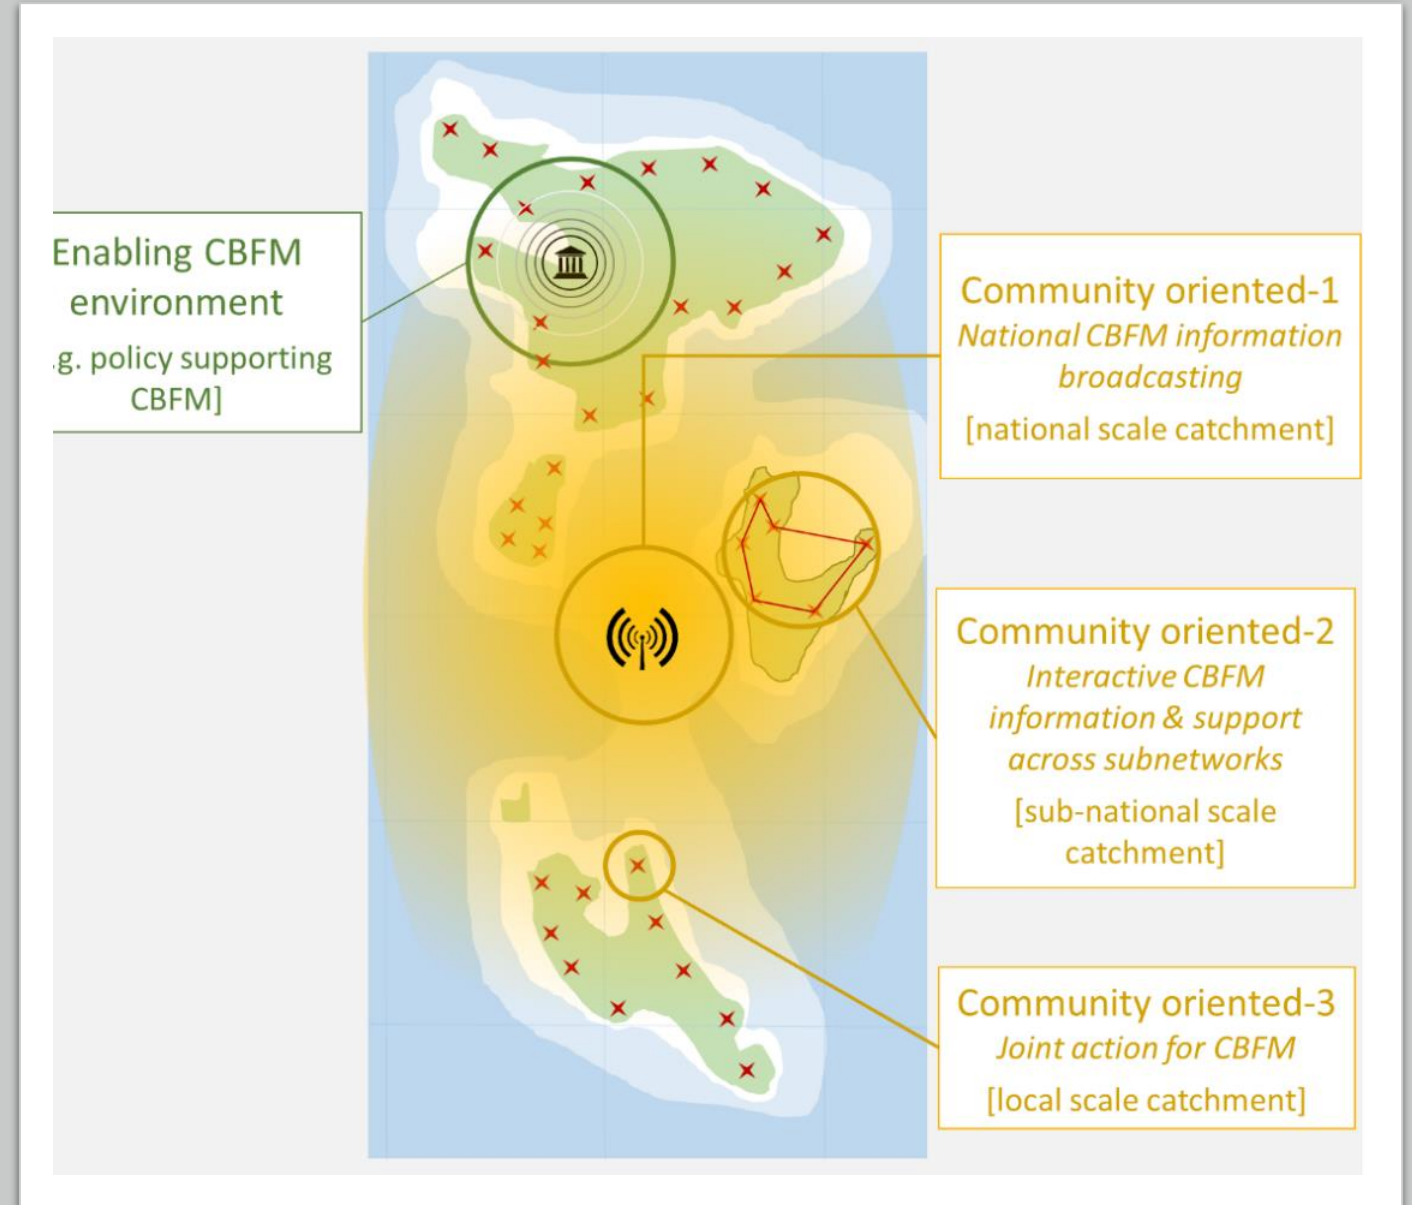 Enabling CBFM
environment
.g. policy supporting
CBFM]
Community oriented-1
National CBFM information
broadcasting
[national scale catchment]
Community oriented-2
Interactive CBFM
information & support
across subnetworks
[sub-national scale
catchment]
Community oriented-3
Joint action for CBFM
[local scale catchment]